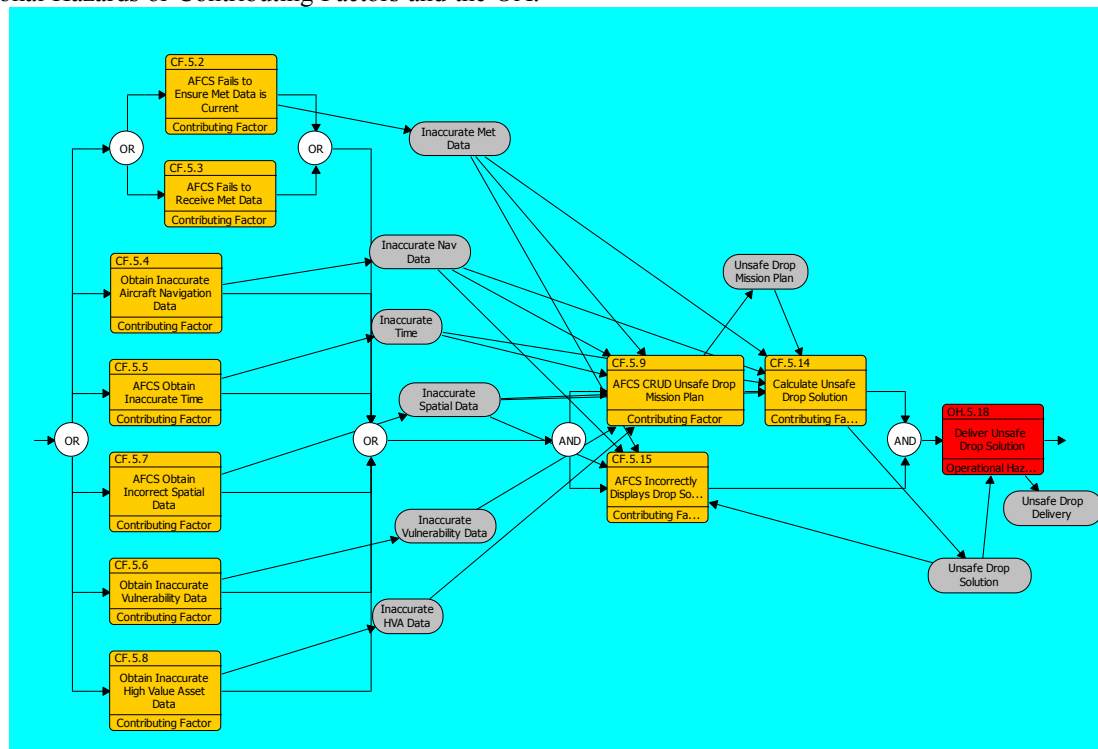 onal Hazards or Contributing Factors and the OH.
CF.5.2
AFCS Fails to
Ensure Met Data is
Current
Contributing Factor
OR
OR
CF.5.3
AFCS Fails to
Receive Met Data
Contributing Factor
Inaccurate Met
Data
CF.5.4
Obtain Inaccurate
Aircraft Navigation
Data
Contributing Factor
Inaccurate Nav
Data
Unsafe Drop
Mission Plan
CF.5.5
AFCS Obtain
Inaccurate Time
Contributing Factor
Inaccurate
Time
Inaccurate
Spatial Data
CF.5.9
AFCS CRUD Unsafe Drop
Mission Plan
Contributing Factor
CF.5.14
Calculate Unsafe
Drop Solution
Contributing Fa...
OR
OR
AND
AND
OH.5.18
Deliver Unsafe
Drop Solution
Operational Haz...
CF.5.7
AFCS Obtain
Incorrect Spatial
Data
Contributing Factor
CF.5.15
AFCS Incorrectly
Displays Drop So...
Contributing Fa...
Inaccurate
Vulnerability Data
Unsafe Drop
Delivery
CF.5.6
Obtain Inaccurate
Vulnerability Data
Contributing Factor
Unsafe Drop
Solution
Inaccurate
HVA Data
CF.5.8
Obtain Inaccurate
High Value Asset
Data
Contributing Factor